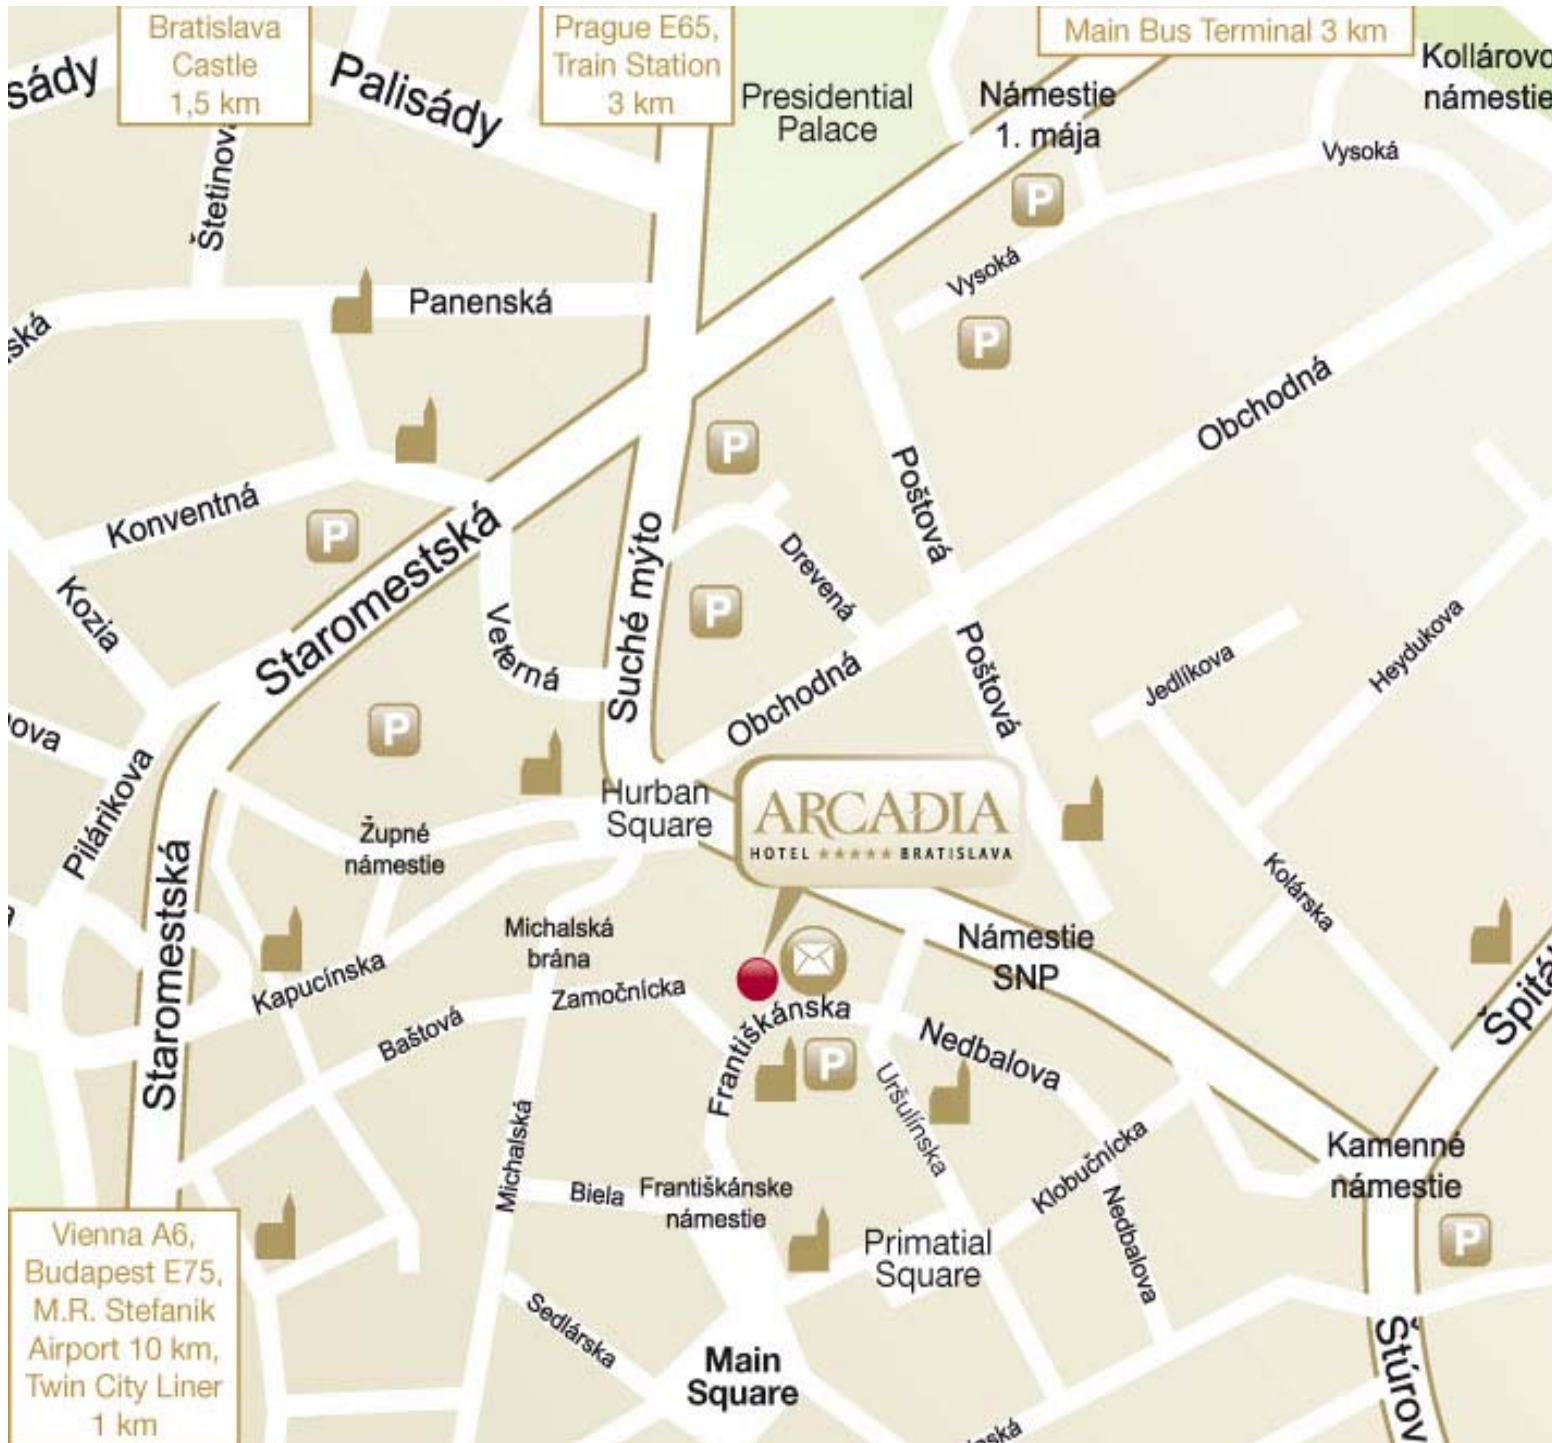 Bratislava
Castle
1,5 km
Prague E65,
Train Station
3 km
Main Bus Terminal 3 km
Kollárovo
námestie
sády
Palisády
Presidential
Palace
Námestie
1. mája
Vysoká
P
Štetinova
Vysoká
Panenská
ská
P
Obchodná
P
Poštová
Konventná
P
Staromestská
Suché mýto
Drevená
Kozia
P
Veterná
Poštová
Heydukova
Jedlíkova
Obchodná
P
nova
Pilárikova
Hurban
Square
ARCADIA
HOTEL ★★★★★ BRATISLAVA
Župné
námestie
Kolárska
Staromestská
Michalská
brána
Námestie
SNP
Kapucínska
Zamočnícka
Špitál
Baštová
Františkánska
Nedbalova
P
Uršulínska
Michalská
Klobučnícka
Kamenné
námestie
Biela
Františkánske
námestie
Nedbalova
P
Primatial
Square
Vienna A6,
Budapest E75,
M.R. Stefanik
Airport 10 km,
Twin City Liner
1 km
Sedlárska
Main
Square
Štúrov
inská